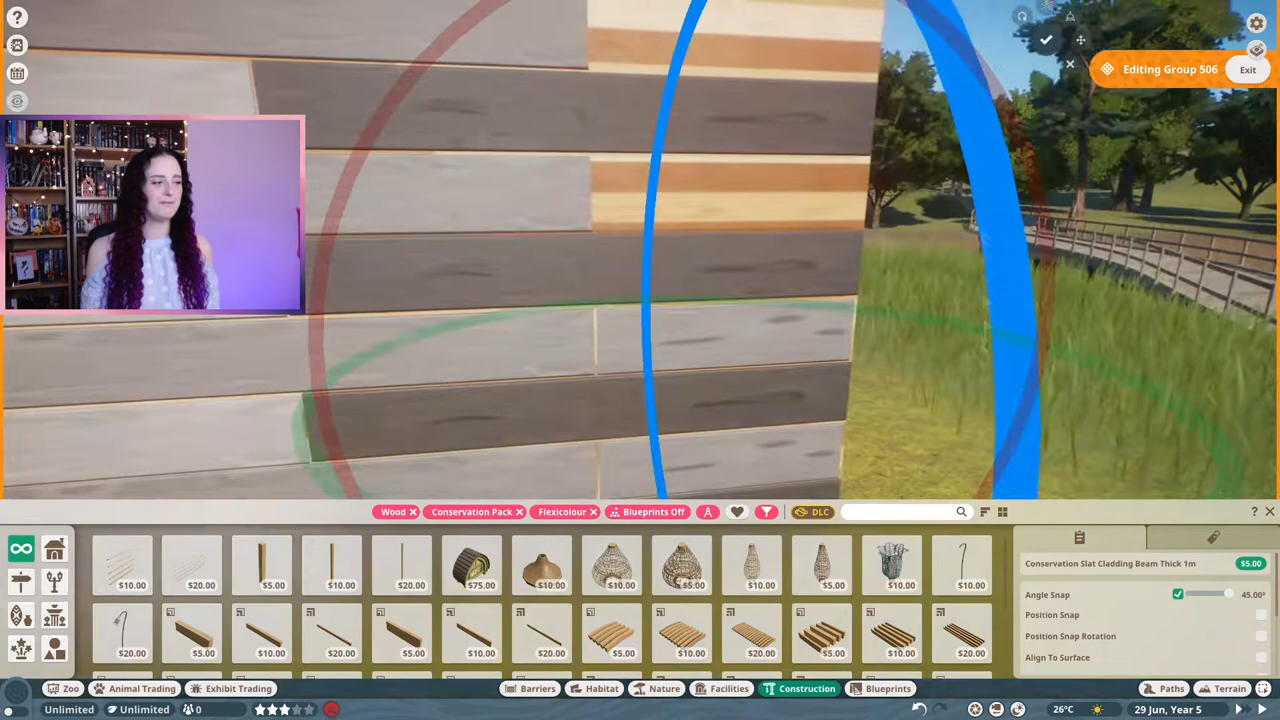 ?
Editing Group 506
Exit
Wood × Conservation Pack × Flexicolour × Blueprints Off DLC ? ×
$10.00 $20.00 $5.00 $10.00 $20.00 $75.00 $10.00 $10.00 $5.00 $10.00 $5.00 $10.00 $10.00
Conservation Slat Cladding Beam Thick 1m $5.00
Angle Snap 45.00°
Position Snap
Position Snap Rotation
Align To Surface
$20.00 $5.00 $10.00 $20.00 $5.00 $10.00 $20.00 $5.00 $10.00 $20.00 $5.00 $10.00 $20.00
Zoo Animal Trading Exhibit Trading Barriers Habitat Nature Facilities Construction Blueprints Paths Terrain
Unlimited Unlimited 0 26°C 29 Jun, Year 5